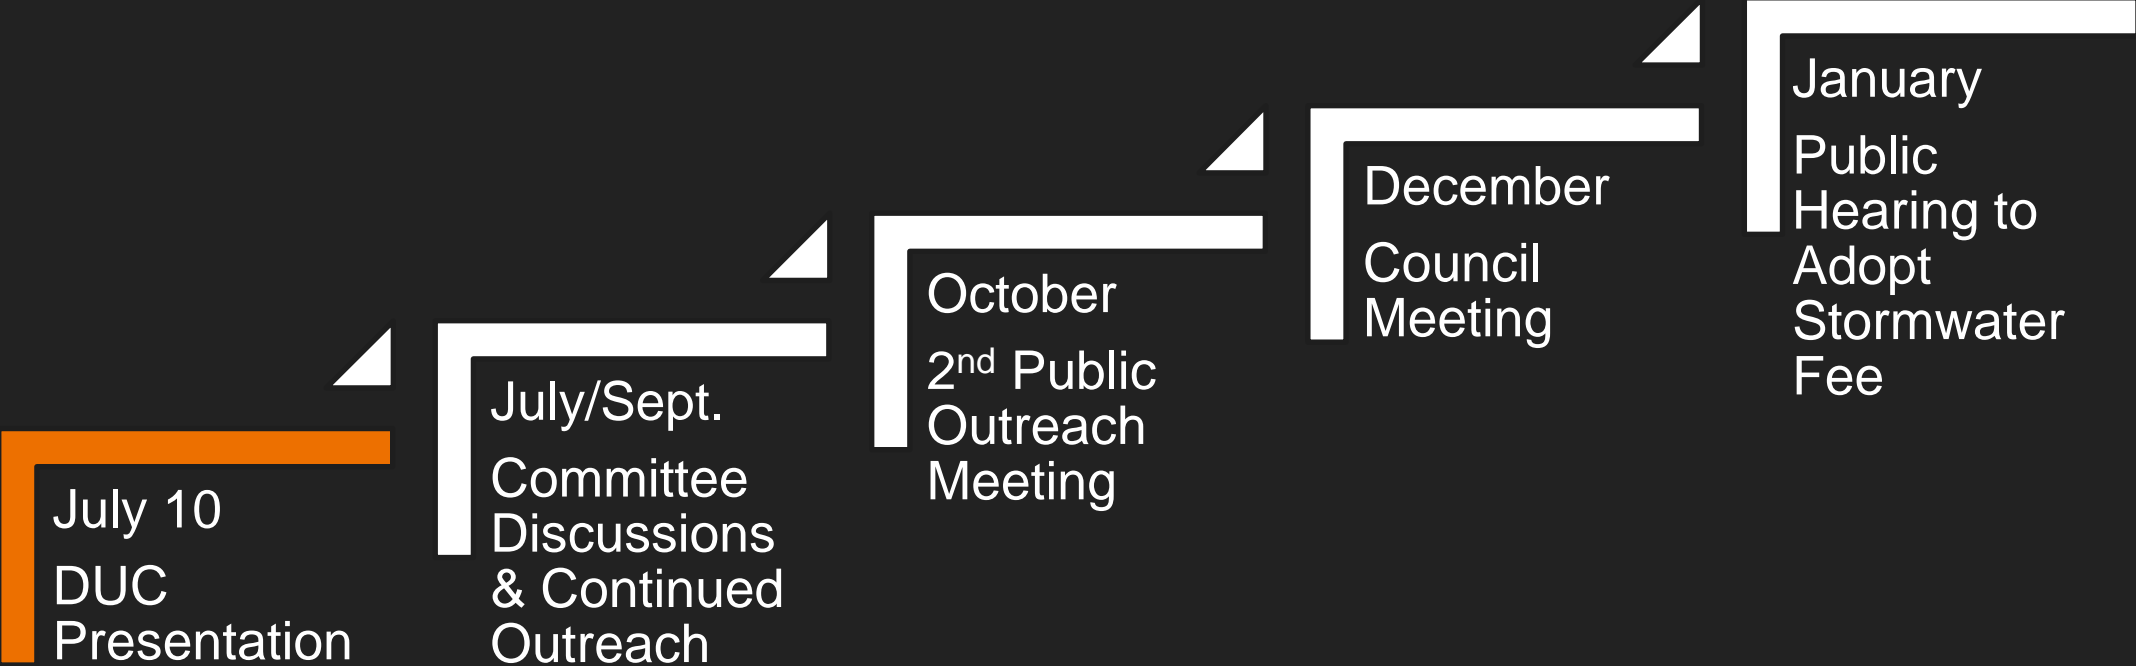 July 10
DUC
Presentation
July/Sept.
Committee
Discussions
& Continued
Outreach
October
2nd Public
Outreach
Meeting
December
Council
Meeting
January
Public
Hearing to
Adopt
Stormwater
Fee